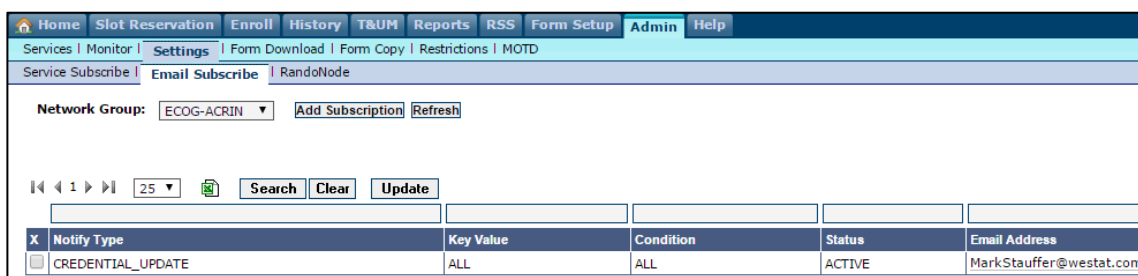 Home Slot Reservation Enroll History T&UM Reports RSS Form Setup Admin Help
Services | Monitor | Settings | Form Download | Form Copy | Restrictions | MOTD
Service Subscribe | Email Subscribe | RandoNode
Network Group: ECOG-ACRIN Add Subscription Refresh
1 25 Search Clear Update
X Notify Type Key Value Condition Status Email Address
CREDENTIAL_UPDATE ALL ALL ACTIVE MarkStauffer@westat.com